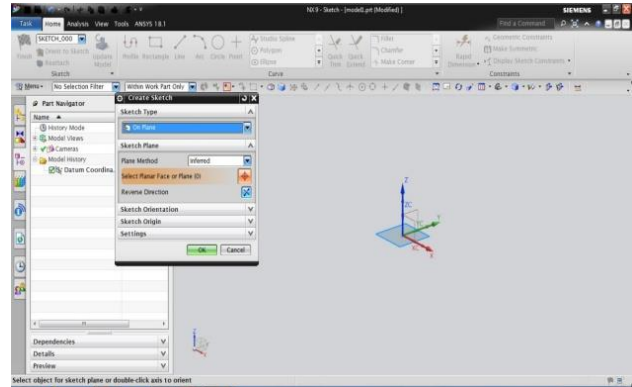 NX 9 - Sketch - [model1.prt (Modified) ]
SIEMENS
Task Home Analysis View Tools ANSYS 18.1
Find a Command
SKETCH_000
Orient to Sketch
Reattach
Finish
Update Model
Profile Rectangle Line Arc Circle Point
Studio Spline
Polygon
Ellipse
Quick Trim
Quick Extend
Fillet
Chamfer
Make Corner
Rapid Dimension
Geometric Constraints
Make Symmetric
Display Sketch Constraints
Sketch
Curve
Constraints
Menu
No Selection Filter
Within Work Part Only
Part Navigator
Name
History Mode
Model Views
Cameras
Model History
Datum Coordina
Dependencies
Details
Preview
Create Sketch
Sketch Type
On Plane
Sketch Plane
Plane Method
Inferred
Select Planar Face or Plane (0)
Reverse Direction
Sketch Orientation
Sketch Origin
Settings
OK
Cancel
Z
ZC
YC
Y
XC
X
Select object for sketch plane or double-click axis to orient